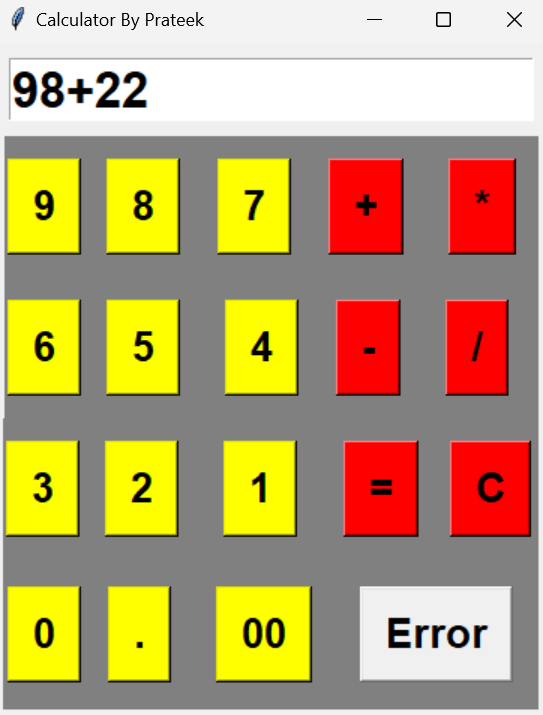 Calculator By Prateek
98+22
9 8 7 + *
6 5 4 - /
3 2 1 = C
0 . 00 Error